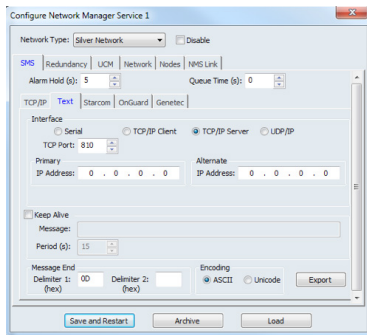 Configure Network Manager Service 1
Network Type: Silver Network Disable
SMS Redundancy UCM Network Nodes NMS Link
Alarm Hold (s): 5 Queue Time (s): 0
TCP/IP Text Starcom OnGuard Genetec
Interface
Serial TCP/IP Client TCP/IP Server UDP/IP
TCP Port: 810
Primary Alternate
IP Address: 0 . 0 . 0 . 0 IP Address: 0 . 0 . 0 . 0
Keep Alive
Message:
Period (s): 15
Message End Encoding
Delimiter 1: 0D Delimiter 2: ASCII Unicode Export
(hex) (hex)
Save and Restart Archive Load